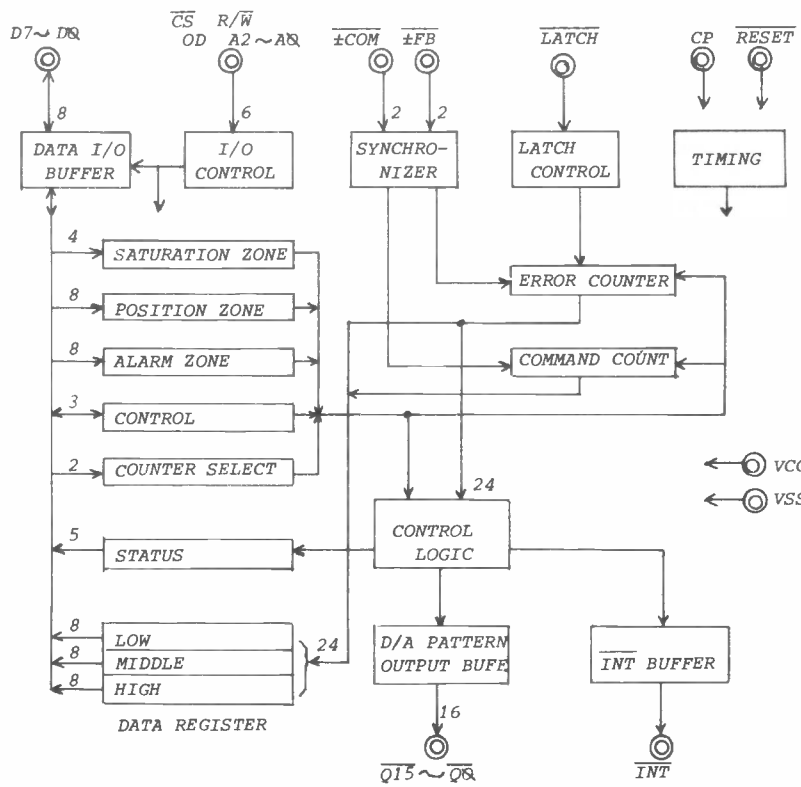 D7~D0
CS R/W
OD A2~A0
±COM ±FB
LATCH
CP RESET
8
6
2
2
DATA I/O
BUFFER
I/O
CONTROL
SYNCHRO-
NIZER
LATCH
CONTROL
TIMING
4
SATURATION ZONE
ERROR COUNTER
8
POSITION ZONE
8
ALARM ZONE
COMMAND COUNT
3
CONTROL
2
COUNTER SELECT
24
VCC
VSS
CONTROL
LOGIC
5
STATUS
8
LOW
8
MIDDLE
8
HIGH
24
DATA REGISTER
D/A PATTERN
OUTPUT BUFF
INT BUFFER
16
Q15~Q0
INT